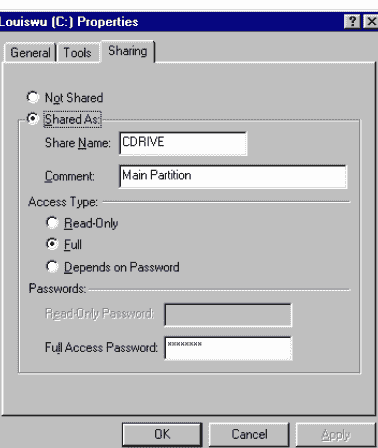 Louiswu (C:) Properties
General Tools Sharing
Not Shared
Shared As:
Share Name: CDRIVE
Comment: Main Partition
Access Type:
Read-Only
Full
Depends on Password
Passwords:
Read-Only Password:
Full Access Password: ********
OK Cancel Apply